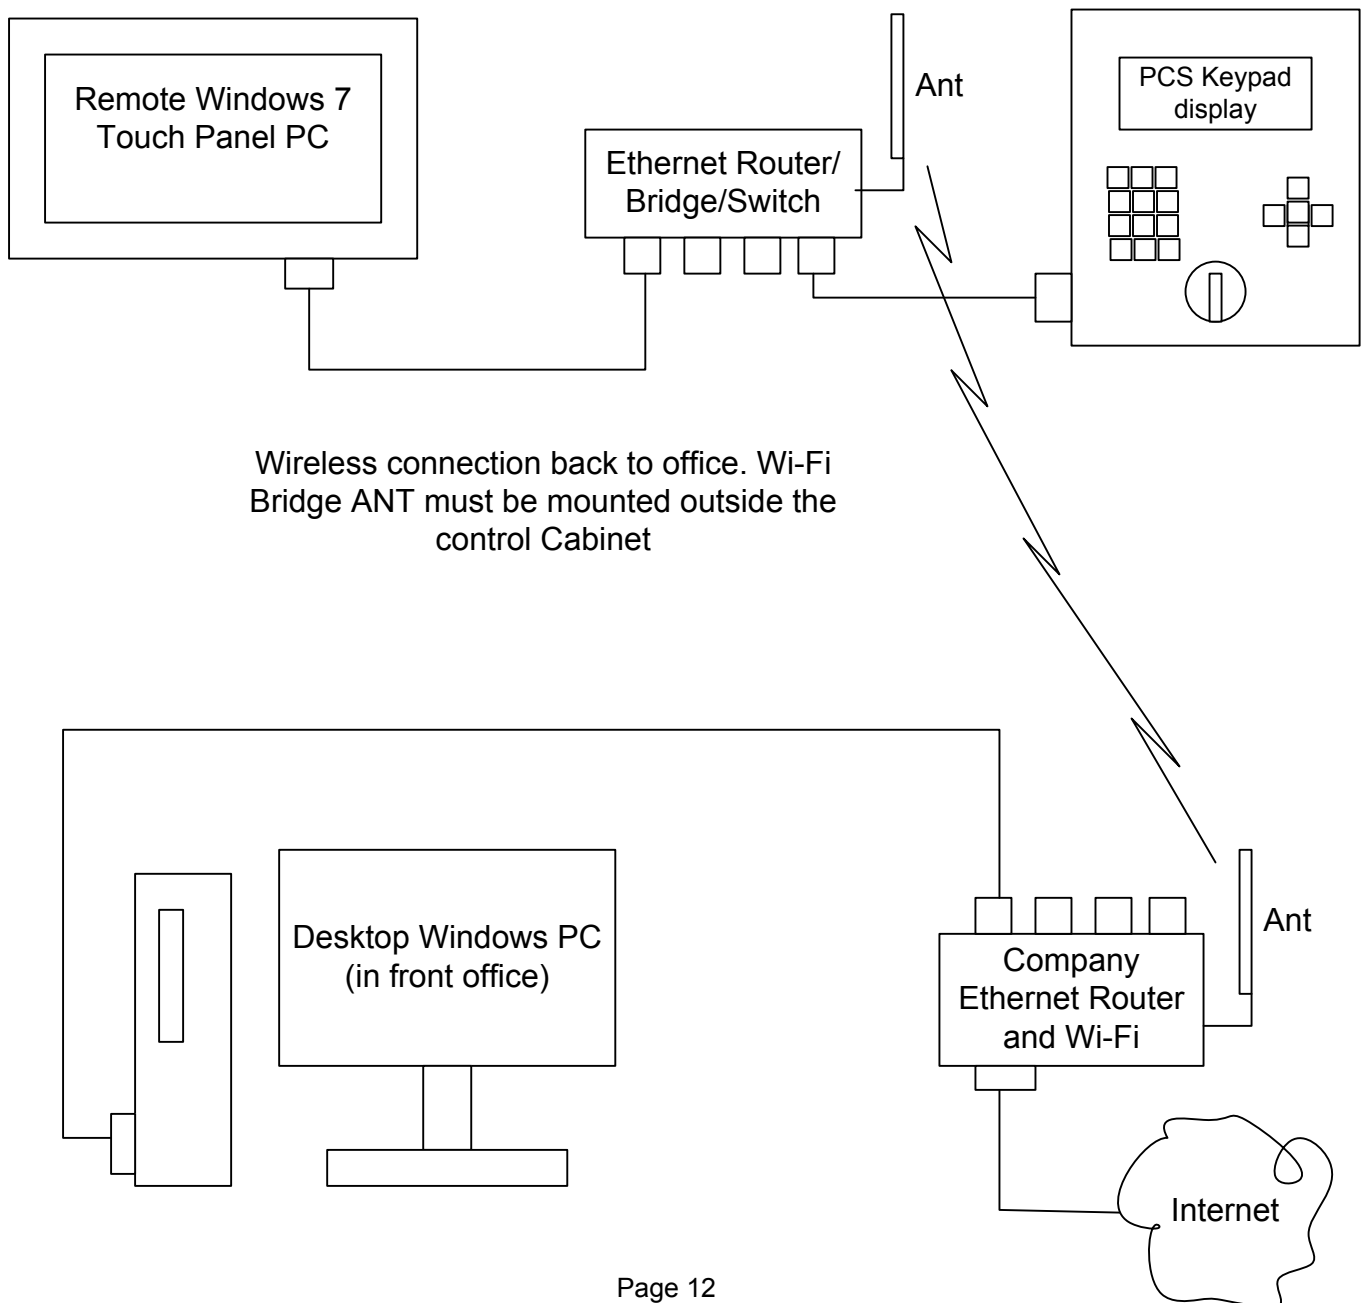 Remote Windows 7
Touch Panel PC
Ethernet Router/
Bridge/Switch
Ant
PCS Keypad
display
Wireless connection back to office. Wi-Fi
Bridge ANT must be mounted outside the
control Cabinet
Desktop Windows PC
(in front office)
Company
Ethernet Router
and Wi-Fi
Ant
Internet
Page 12